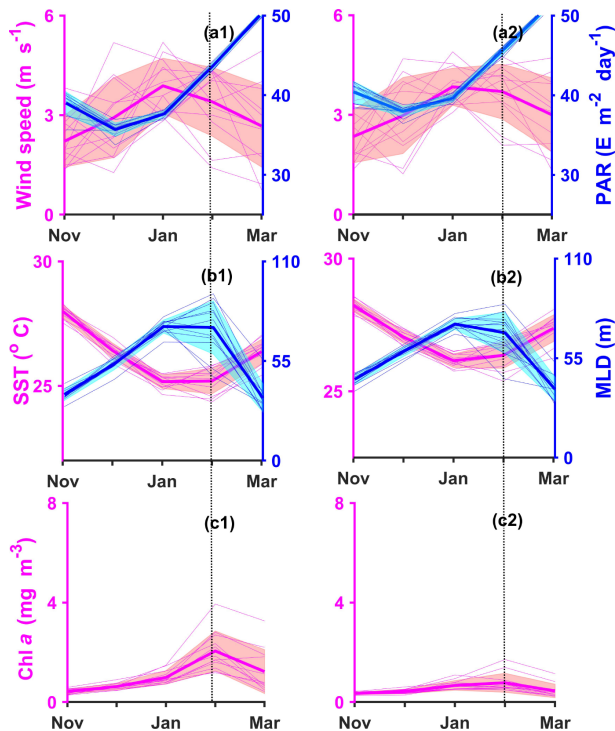 (a1)
(a2)
Wind speed (m s⁻¹)
6
3
0
50
40
30
6
3
0
50
40
30
PAR (E m⁻² day⁻¹)
Nov Jan Mar
Nov Jan Mar
(b1)
(b2)
SST (° C)
30
25
110
55
0
30
25
110
55
0
MLD (m)
Nov Jan Mar
Nov Jan Mar
(c1)
(c2)
Chl a (mg m⁻³)
8
4
0
8
4
0
Nov Jan Mar
Nov Jan Mar